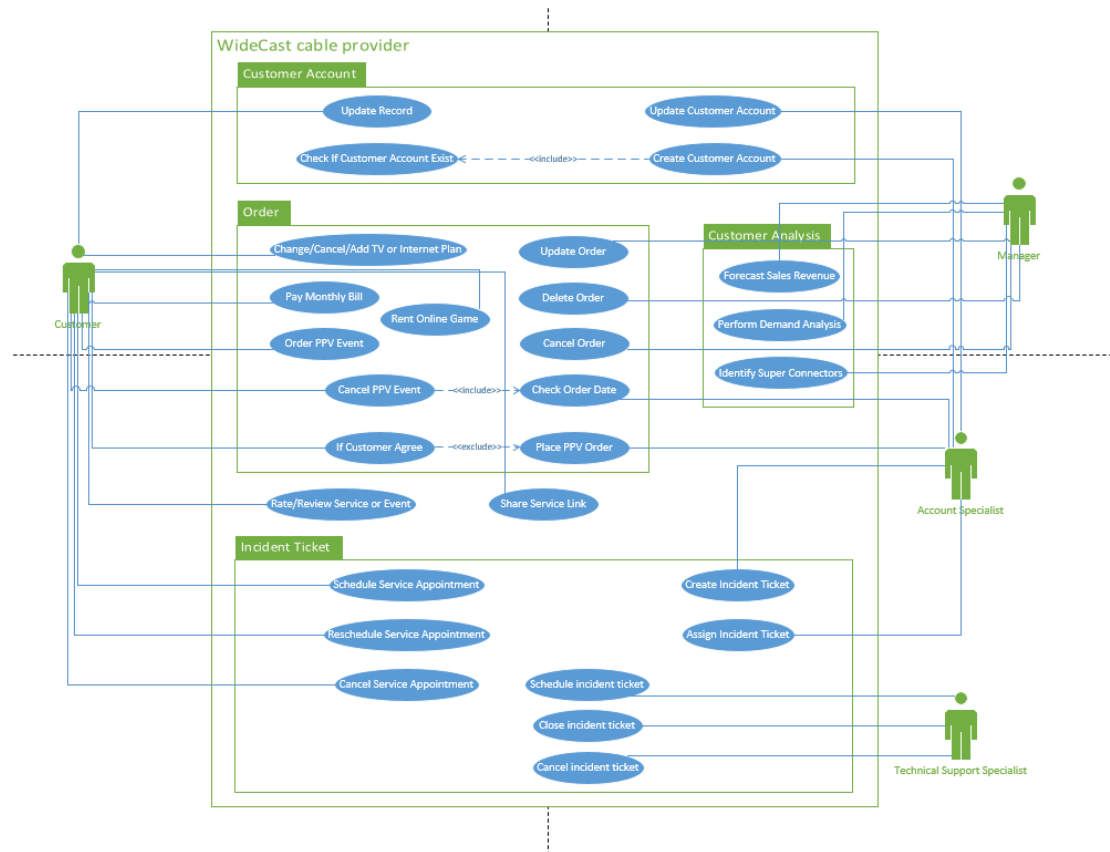 WideCast cable provider
Customer Account
Update Record
Update Customer Account
Check If Customer Account Exist
<<include>>
Create Customer Account
Order
Customer Analysis
Change/Cancel/Add TV or Internet Plan
Update Order
Manager
Forecast Sales Revenue
Pay Monthly Bill
Delete Order
Rent Online Game
Customer
Perform Demand Analysis
Order PPV Event
Cancel Order
Identify Super Connectors
Cancel PPV Event
<<include>>
Check Order Date
If Customer Agree
<<exclude>>
Place PPV Order
Rate/Review Service or Event
Share Service Link
Account Specialist
Incident Ticket
Schedule Service Appointment
Create Incident Ticket
Reschedule Service Appointment
Assign Incident Ticket
Cancel Service Appointment
Schedule incident ticket
Close incident ticket
Cancel incident ticket
Technical Support Specialist